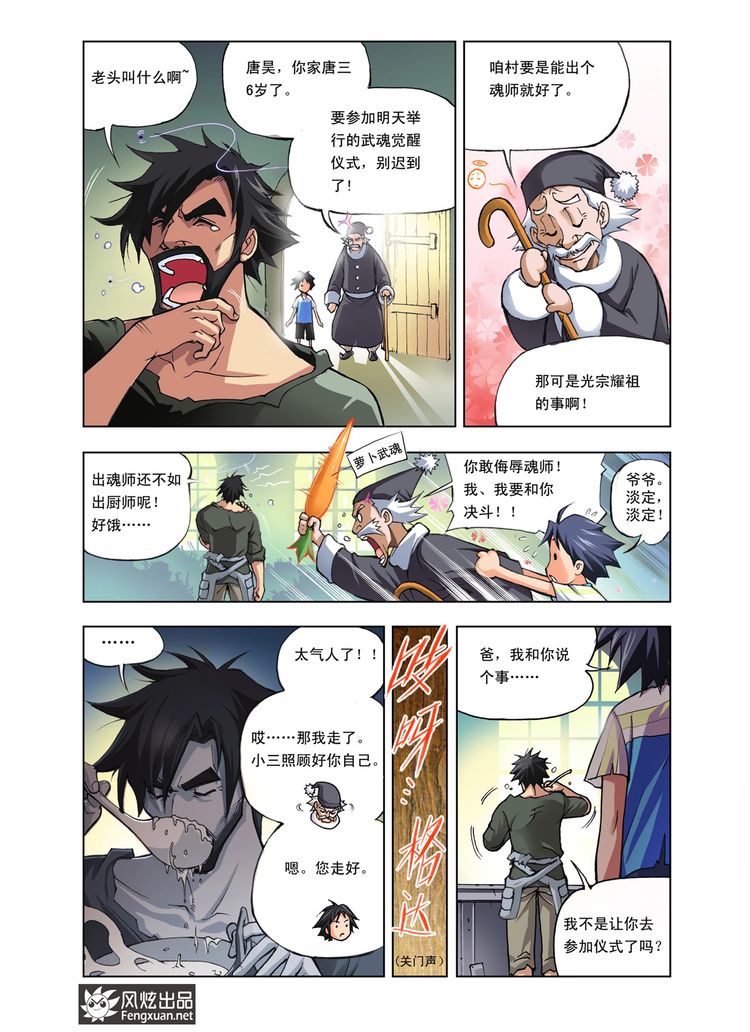 老头叫什么啊~
唐昊，你家唐三
6岁了。
要参加明天举
行的武魂觉醒
仪式，别迟到
了！
咱村要是能出个
魂师就好了。
那可是光宗耀祖
的事啊！
出魂师还不如
出厨师呢！
好饿……
萝卜武魂
你敢侮辱魂师！
我、我要和你
决斗！！
爷爷。
淡定，
淡定！
……
太气人了！！
哎……那我走了。
小三照顾好你自己。
嗯。您走好。
吱呀…格达
(关门声)
爸，我和你说
个事……
我不是让你去
参加仪式了吗？
风炫出品
Fengxuan.net